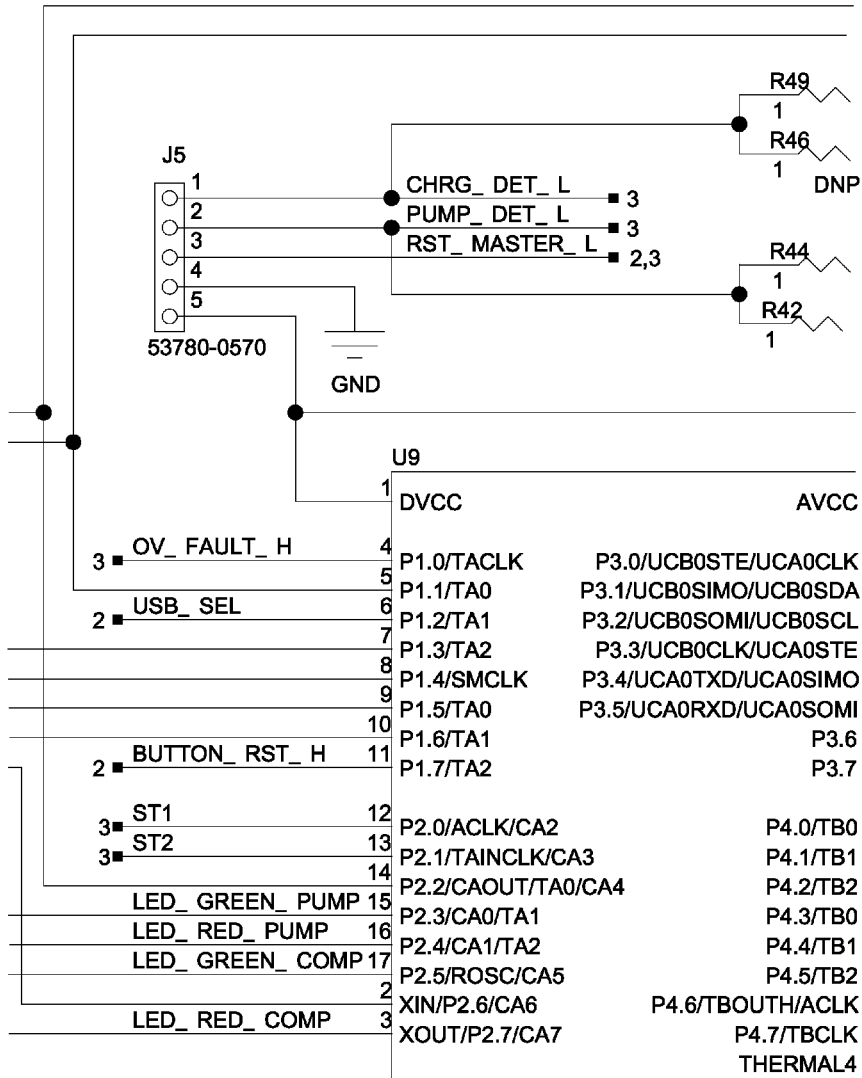 R49
1
R46
1
DNP
J5
1
CHRG_ DET_ L
3
2
PUMP_ DET_ L
3
3
RST_ MASTER_ L
2,3
4
5
R44
1
R42
1
53780-0570
GND
U9
1
DVCC
AVCC
3
OV_ FAULT_ H
4
P1.0/TACLK
P3.0/UCB0STE/UCA0CLK
5
P1.1/TA0
P3.1/UCB0SIMO/UCB0SDA
2
USB_ SEL
6
P1.2/TA1
P3.2/UCB0SOMI/UCB0SCL
7
P1.3/TA2
P3.3/UCB0CLK/UCA0STE
8
P1.4/SMCLK
P3.4/UCA0TXD/UCA0SIMO
9
P1.5/TA0
P3.5/UCA0RXD/UCA0SOMI
10
P1.6/TA1
P3.6
2
BUTTON_ RST_ H
11
P1.7/TA2
P3.7
3
ST1
12
P2.0/ACLK/CA2
P4.0/TB0
3
ST2
13
P2.1/TAINCLK/CA3
P4.1/TB1
14
P2.2/CAOUT/TA0/CA4
P4.2/TB2
LED_ GREEN_ PUMP
15
P2.3/CA0/TA1
P4.3/TB0
LED_ RED_ PUMP
16
P2.4/CA1/TA2
P4.4/TB1
LED_ GREEN_ COMP
17
P2.5/ROSC/CA5
P4.5/TB2
2
XIN/P2.6/CA6
P4.6/TBOUTH/ACLK
LED_ RED_ COMP
3
XOUT/P2.7/CA7
P4.7/TBCLK
THERMAL4